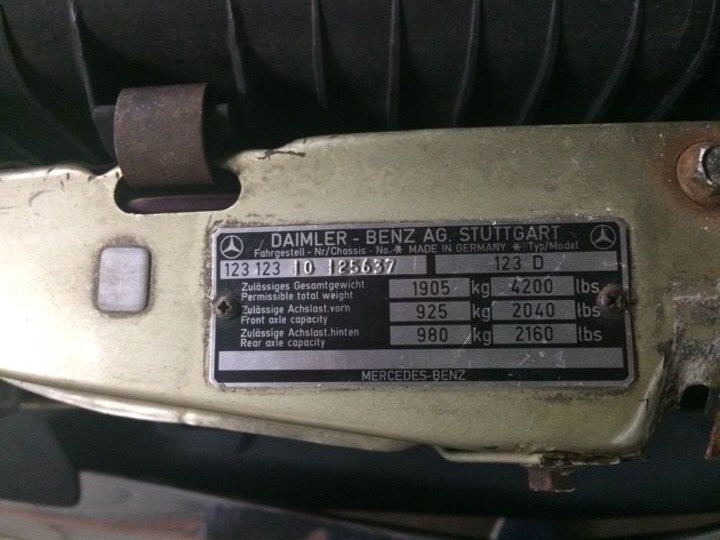 DAIMLER - BENZ AG. STUTTGART
Fahrgestell - Nr/Chassis - No.* MADE IN GERMANY * Typ/Model
123 123 10 125637 123 D
Zulässiges Gesamtgewicht
Permissible total weight 1905 kg 4200 lbs
Zulässige Achslast.vorn
Front axle capacity 925 kg 2040 lbs
Zulässige Achslast.hinten
Rear axle capacity 980 kg 2160 lbs
MERCEDES-BENZ